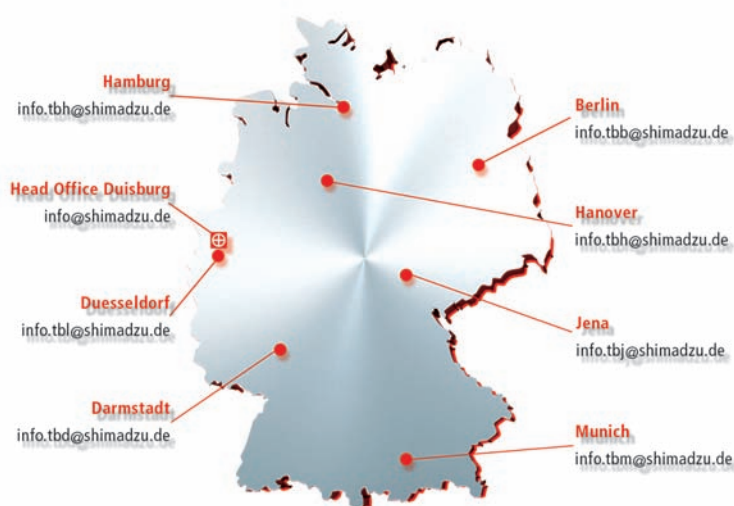 Hamburg
info.tbh@shimadzu.de
Head Office Duisburg
info@shimadzu.de
Duesseldorf
info.tbl@shimadzu.de
Darmstadt
info.tbd@shimadzu.de
Berlin
info.tbb@shimadzu.de
Hanover
info.tbh@shimadzu.de
Jena
info.tbj@shimadzu.de
Munich
info.tbm@shimadzu.de